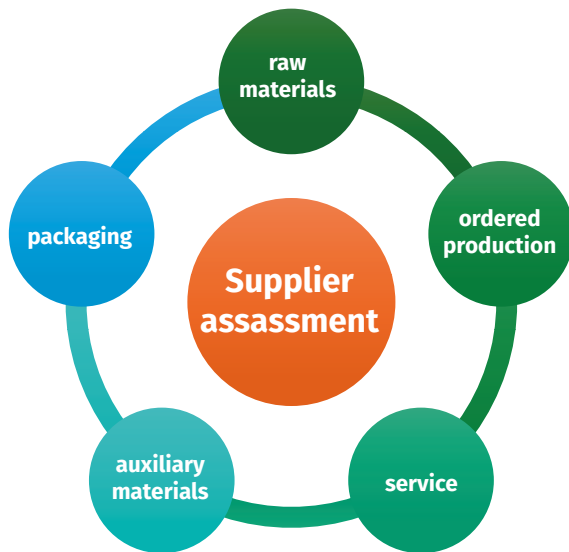 raw
materials
ordered
production
service
auxiliary
materials
packaging
Supplier
assassment